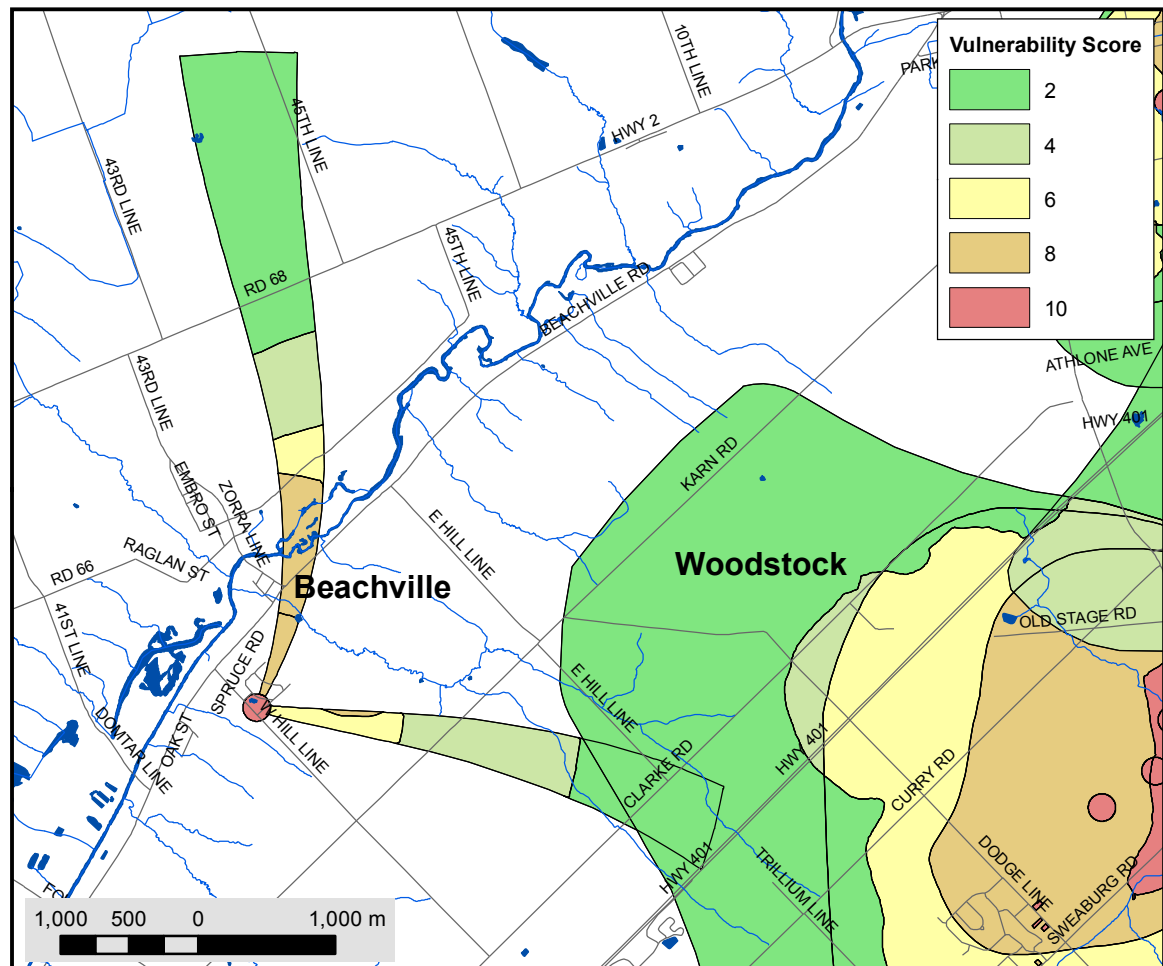 Vulnerability Score
2
4
6
8
10
PARK
10TH LINE
HWY 2
45TH LINE
43RD LINE
45TH LINE
RD 68
BEACHVILLE RD
ATHLONE AVE
HWY 401
43RD LINE
KARN RD
EMBRO ST
ZORRA LINE
E HILL LINE
RAGLAN ST
RD 66
Woodstock
Beachville
41ST LINE
OLD STAGE RD
SPRUCE RD
E HILL LINE
W HILL LINE
DOMTAR LINE
OAK ST
HWY 401
CLARKE RD
CURRY RD
HWY 401
TRILLIUM LINE
DODGE LINE
SWEABURG RD
1,000 500 0 1,000 m